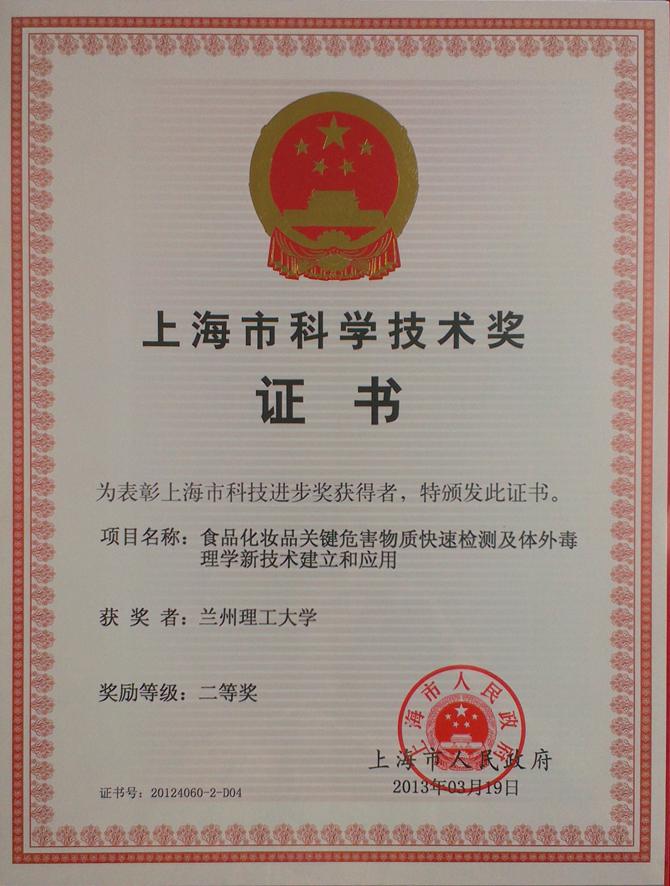 上海市科学技术奖
证书
为表彰上海市科技进步奖获得者，特颁发此证书。
项目名称：食品化妆品关键危害物质快速检测及体外毒
理学新技术建立和应用
获奖者：兰州理工大学
奖励等级：二等奖
上海市人民政府
上海市人民政府
2013年03月19日
证书号：20124060-2-D04